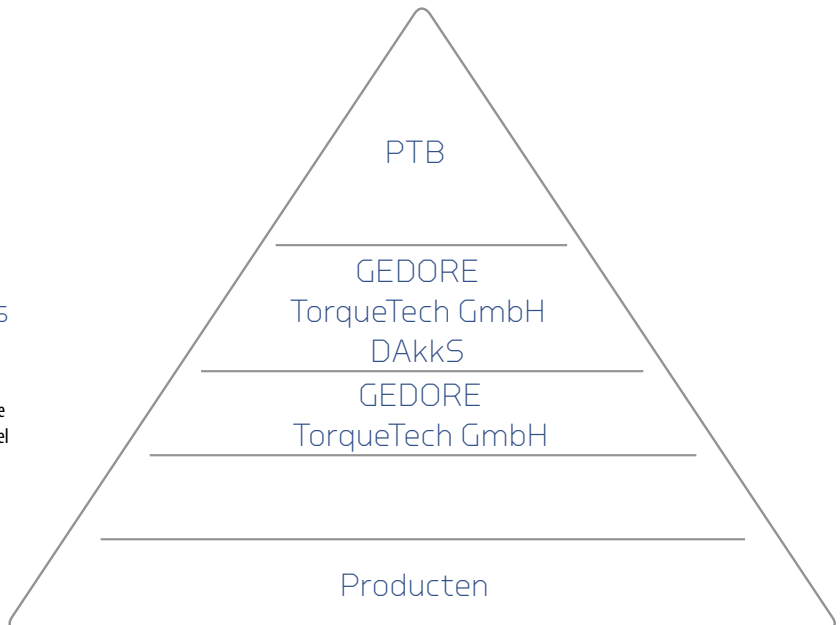 PTB
GEDORE
TorqueTech GmbH
DAkkS
GEDORE
TorqueTech GmbH
Producten